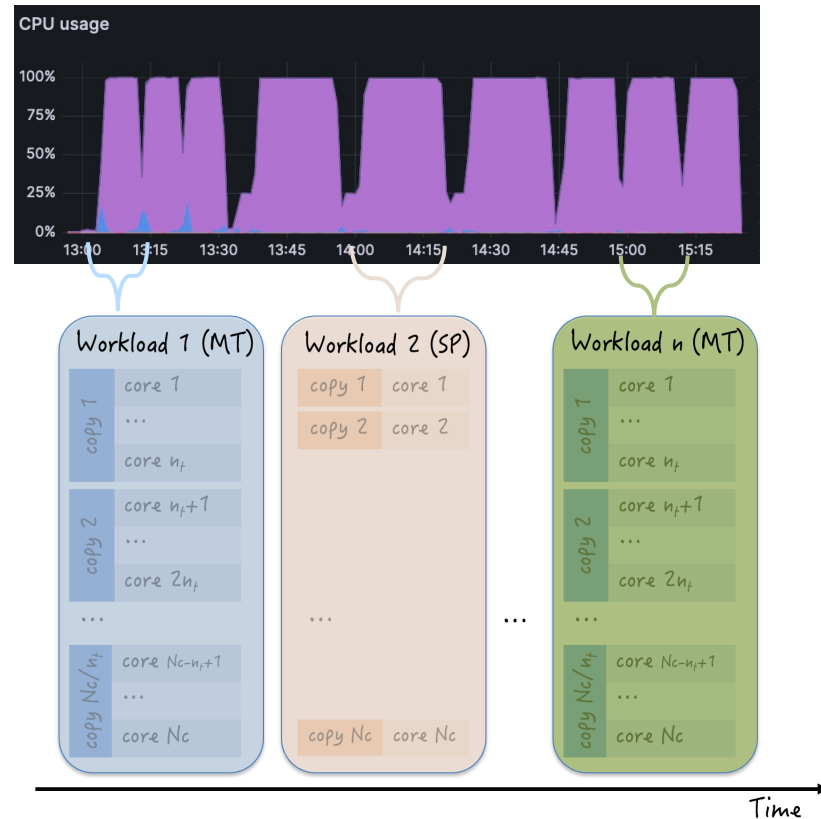 CPU usage
100%
75%
50%
25%
0%
13:00 13:15 13:30 13:45 14:00 14:15 14:30 14:45 15:00 15:15
Workload 1 (MT)
copy 1
core 1
...
core nₜ
copy 2
core nₜ+1
...
core 2nₜ
...
copy Nc/nₜ
core Nc-nₜ+1
...
core Nc
Workload 2 (SP)
copy 1 core 1
copy 2 core 2
...
copy Nc core Nc
...
Workload n (MT)
copy 1
core 1
...
core nₜ
copy 2
core nₜ+1
...
core 2nₜ
...
copy Nc/nₜ
core Nc-nₜ+1
...
core Nc
Time